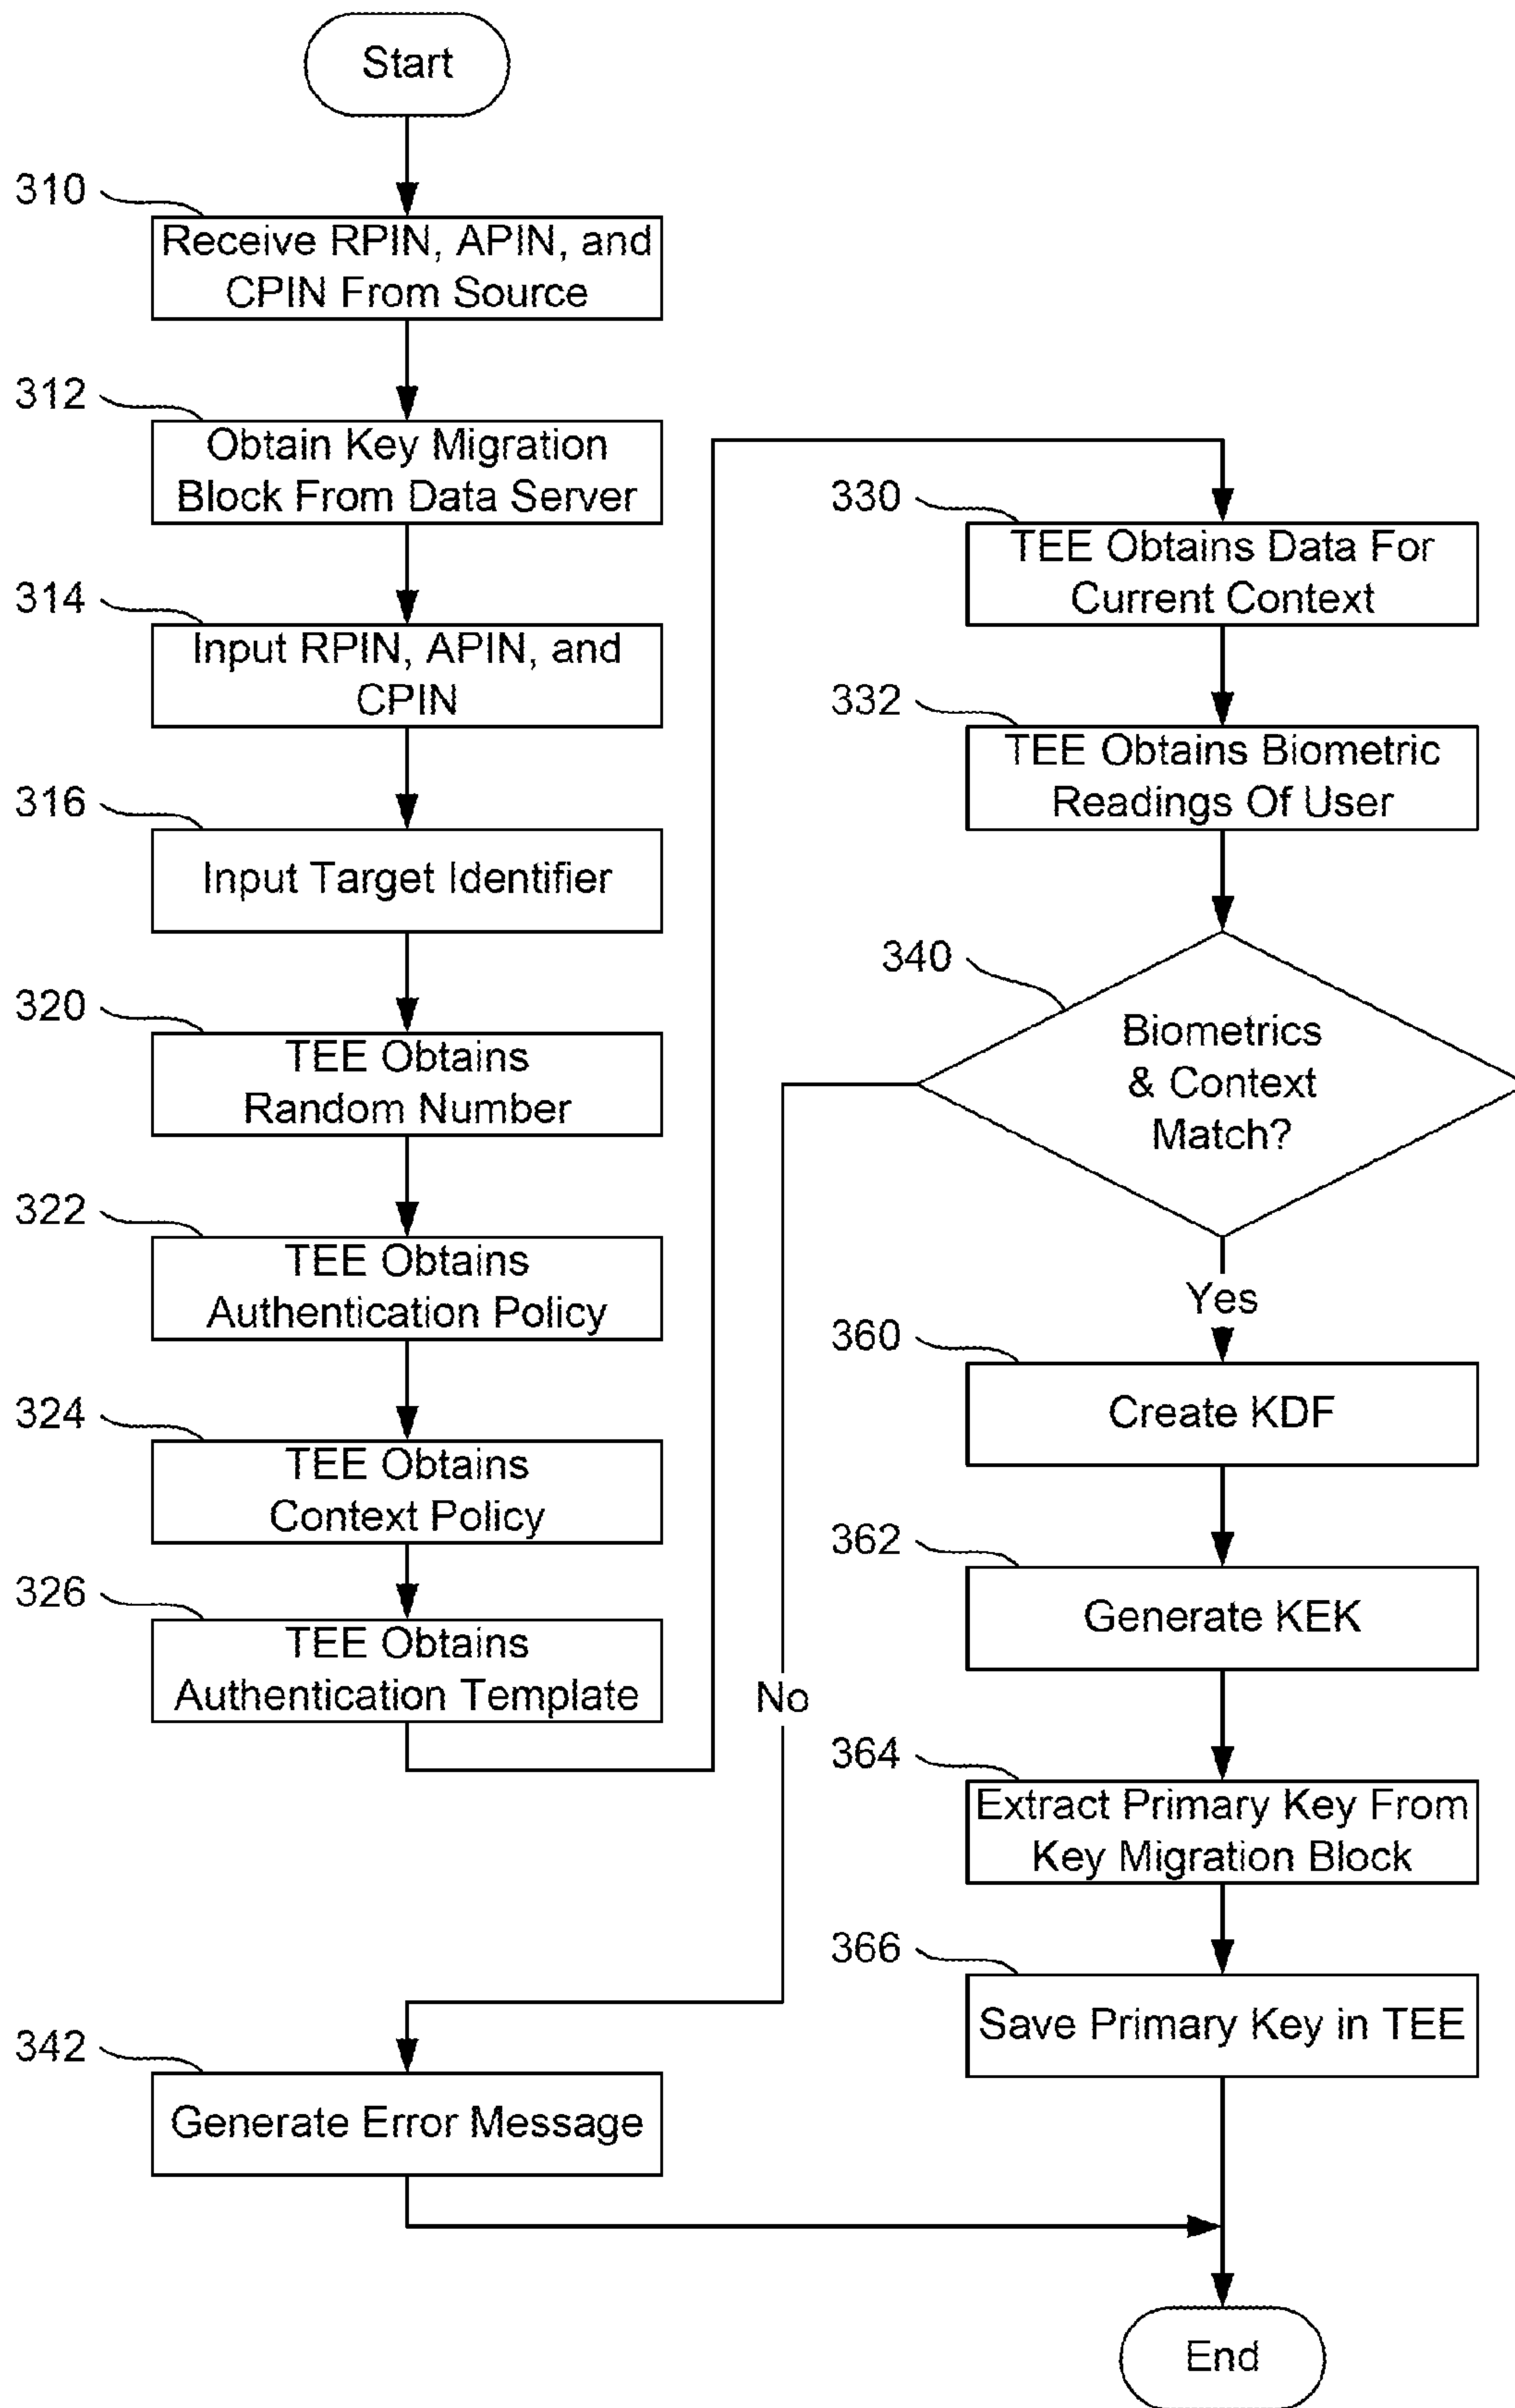 Start
310
Receive RPIN, APIN, and
CPIN From Source
312
Obtain Key Migration
Block From Data Server
314
Input RPIN, APIN, and
CPIN
316
Input Target Identifier
320
TEE Obtains
Random Number
322
TEE Obtains
Authentication Policy
324
TEE Obtains
Context Policy
326
TEE Obtains
Authentication Template
330
TEE Obtains Data For
Current Context
332
TEE Obtains Biometric
Readings Of User
340
Biometrics
& Context
Match?
No
342
Generate Error Message
Yes
360
Create KDF
362
Generate KEK
364
Extract Primary Key From
Key Migration Block
366
Save Primary Key in TEE
End